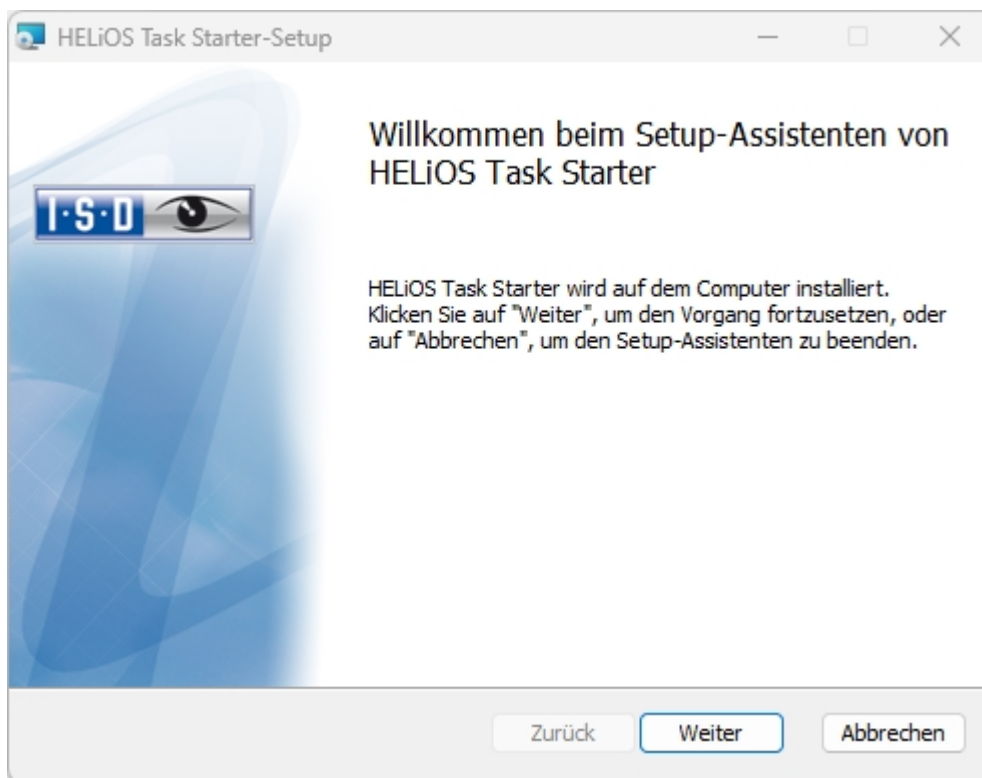 HELiOS Task Starter-Setup
Willkommen beim Setup-Assistenten von
HELiOS Task Starter
I·S·D
HELiOS Task Starter wird auf dem Computer installiert.
Klicken Sie auf "Weiter", um den Vorgang fortzusetzen, oder
auf "Abbrechen", um den Setup-Assistenten zu beenden.
Zurück
Weiter
Abbrechen